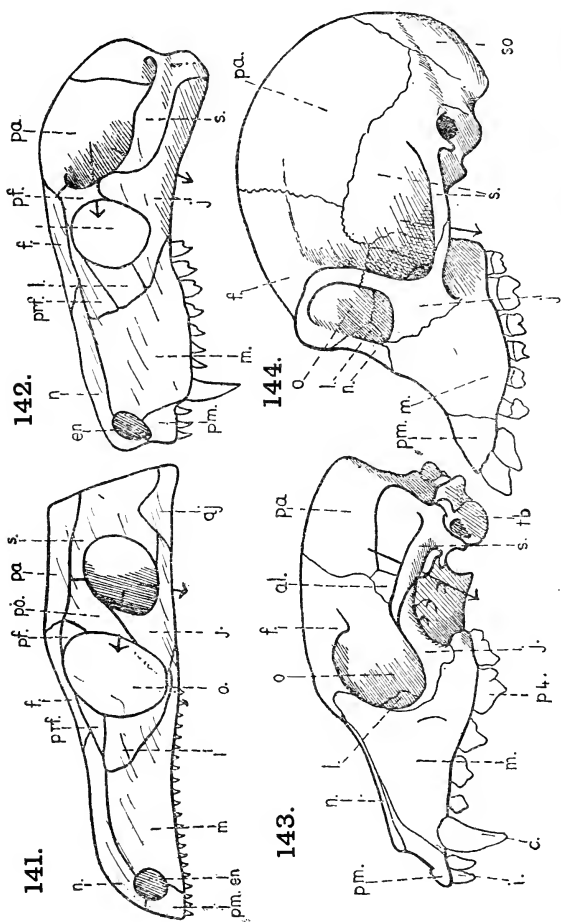 141.
n.
prf.
f.
pf
po.
pa
s.
pm.
en
m
l
o.
j.
qj
142.
en
n.
prf.
l.
f.
pf.
pa.
pm.
m.
j
s.
143.
pm.
n.
l.
o
f.
al.
pa
i.
c.
m.
p4.
j.
s.
tb
144.
pm.
m.
n.
l.
o
f.
pa.
j
s.
so